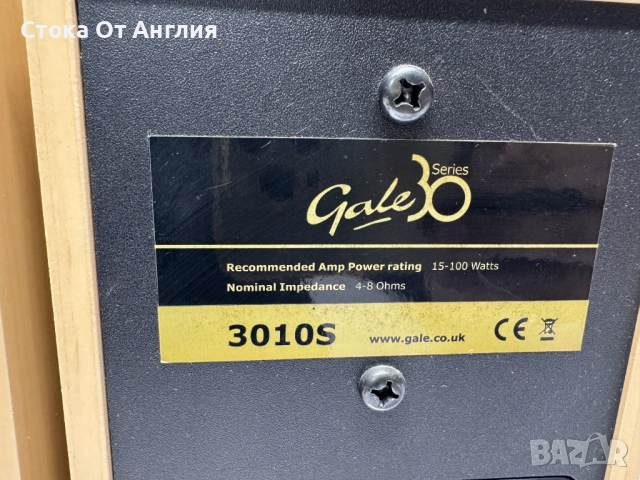 Стока От Англия
Gale 30 Series
Recommended Amp Power rating 15-100 Watts
Nominal Impedance 4-8 Ohms
3010S www.gale.co.uk CE
BAZAR